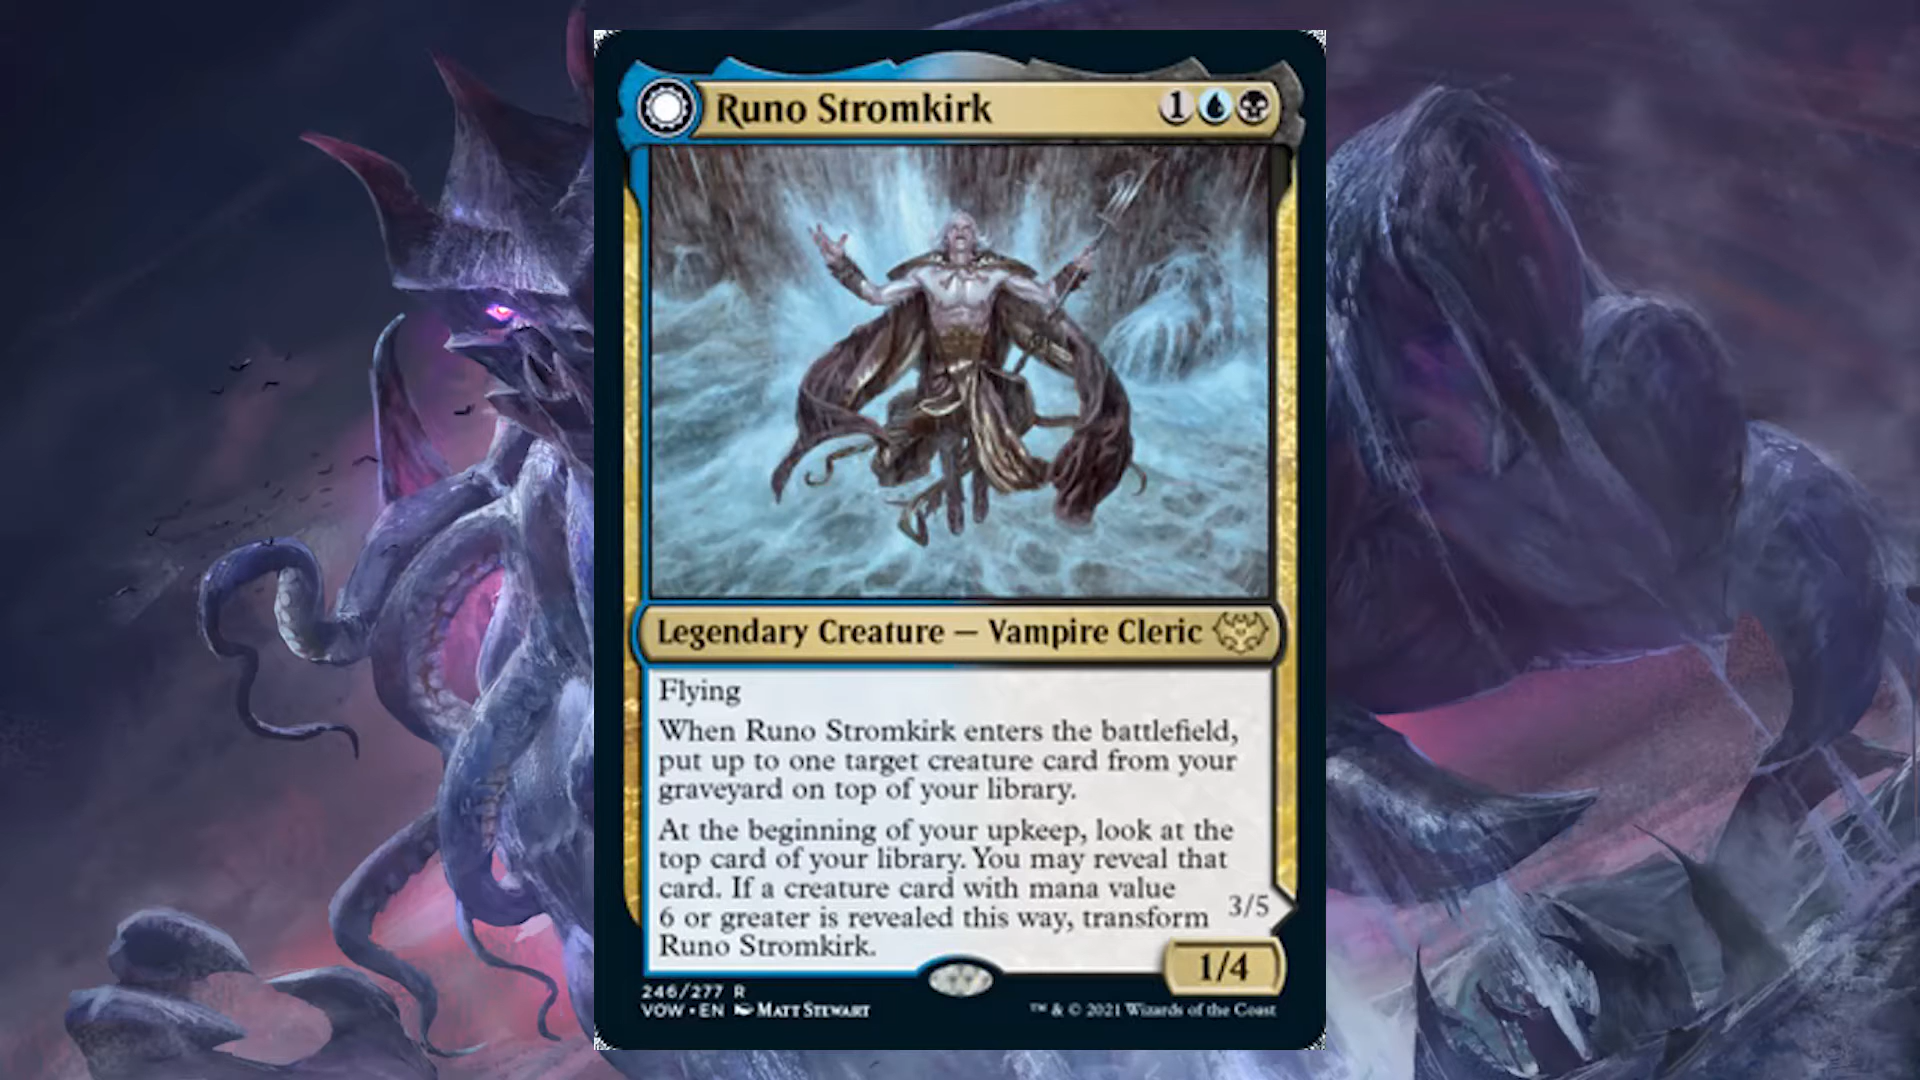 Runo Stromkirk 1
Legendary Creature — Vampire Cleric
Flying
When Runo Stromkirk enters the battlefield,
put up to one target creature card from your
graveyard on top of your library.
At the beginning of your upkeep, look at the
top card of your library. You may reveal that
card. If a creature card with mana value
6 or greater is revealed this way, transform
Runo Stromkirk.
3/5
1/4
246/277 R
VOW • EN Matt Stewart
™ & © 2021 Wizards of the Coast